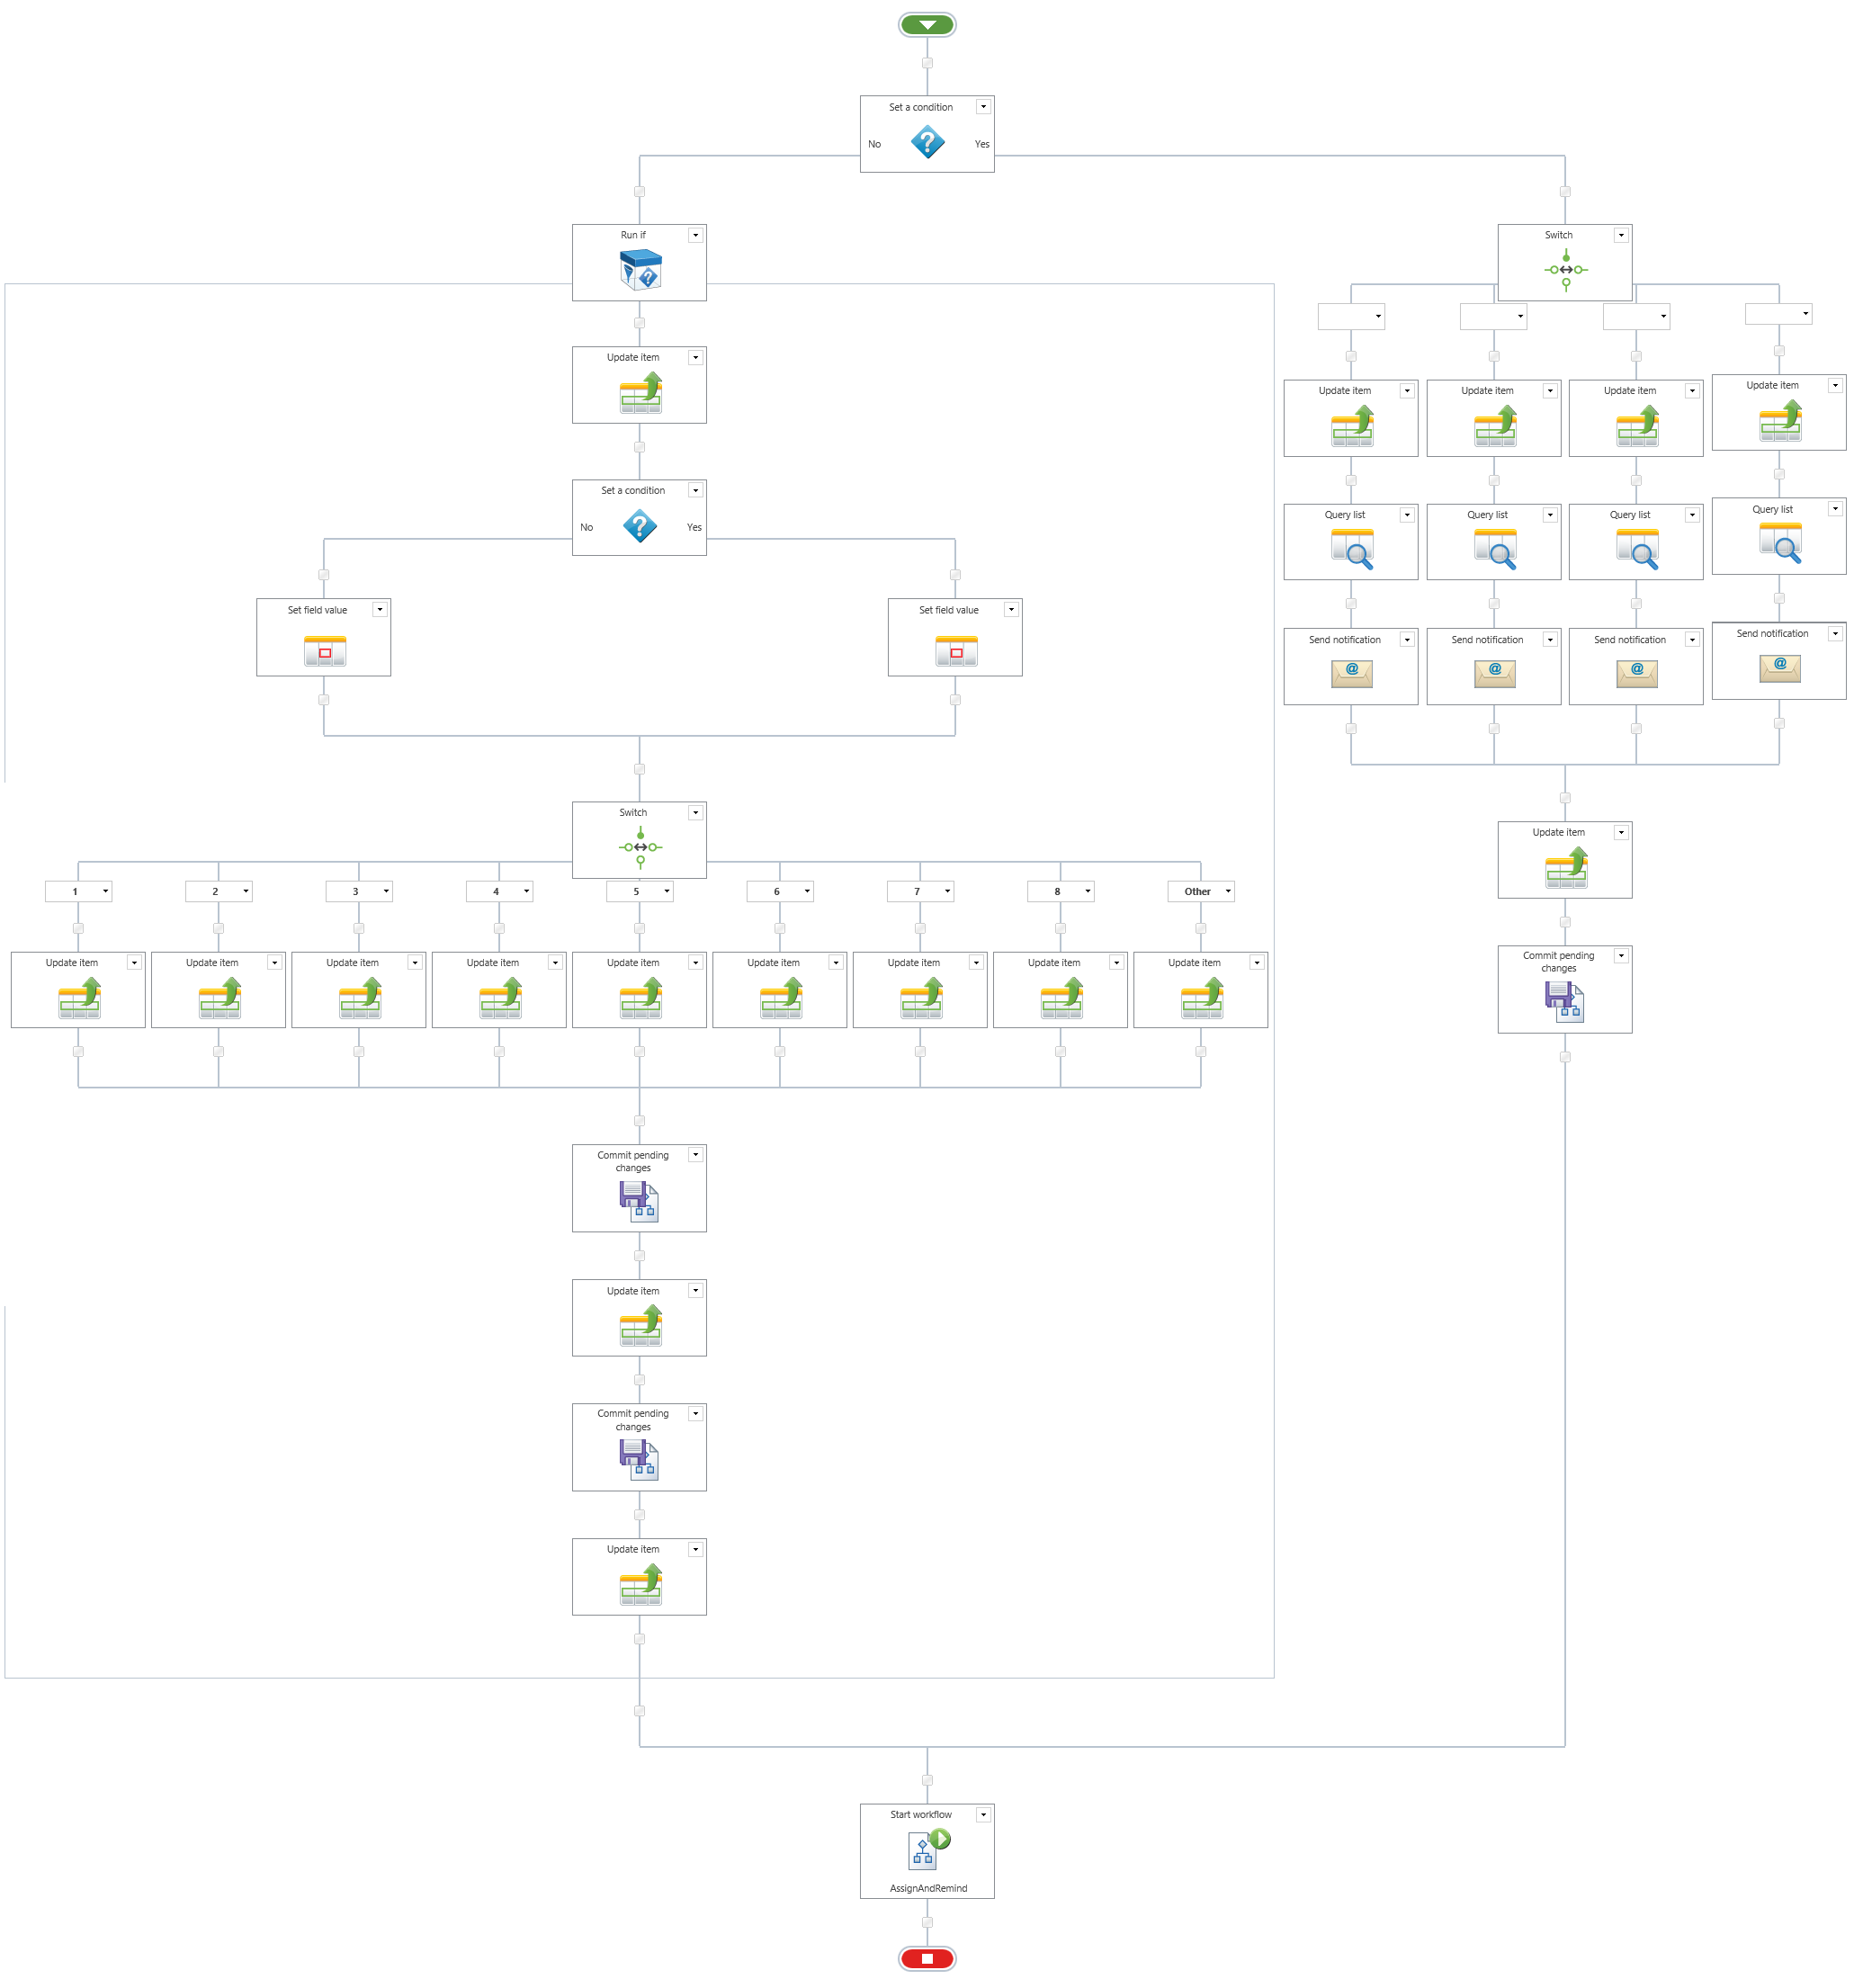 Set a condition
No
Yes
Run if
Switch
Update item
Update item
Update item
Update item
Update item
Set a condition
No
Yes
Query list
Query list
Query list
Query list
Set field value
Set field value
Send notification
Send notification
Send notification
Send notification
Switch
Update item
1
2
3
4
5
6
7
8
Other
Update item
Update item
Update item
Update item
Update item
Update item
Update item
Update item
Update item
Commit pending
changes
Commit pending
changes
Update item
Commit pending
changes
Update item
Start workflow
AssignAndRemind